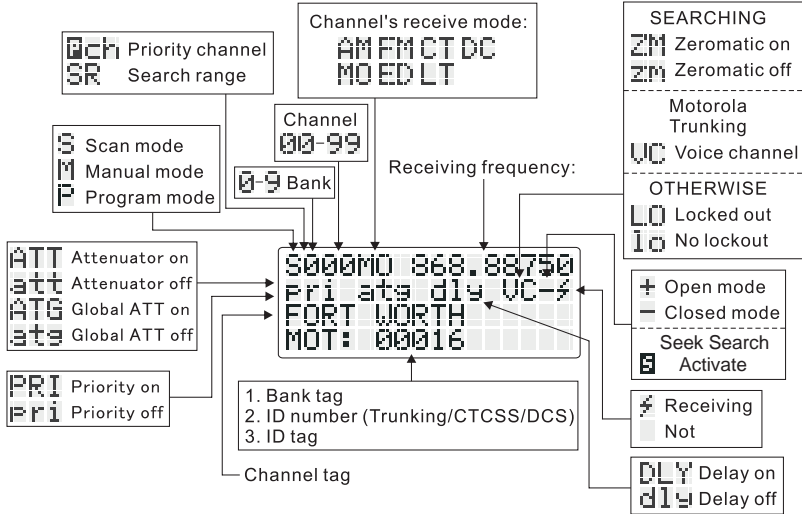 Pch Priority channel
SR Search range
Channel's receive mode:
AM FM CT DC
MO ED LT
SEARCHING
ZM Zeromatic on
zm Zeromatic off
Motorola
Trunking
VC Voice channel
OTHERWISE
LO Locked out
lo No lockout
S Scan mode
M Manual mode
P Program mode
Channel
00-99
0-9 Bank
Receiving frequency:
ATT Attenuator on
att Attenuator off
ATG Global ATT on
atg Global ATT off
S000MO 868.88750
pri atg dly VC-⚡
FORT WORTH
MOT: 00016
+ Open mode
- Closed mode
Seek Search
S Activate
PRI Priority on
pri Priority off
1. Bank tag
2. ID number (Trunking/CTCSS/DCS)
3. ID tag
⚡ Receiving
Not
Channel tag
DLY Delay on
dly Delay off